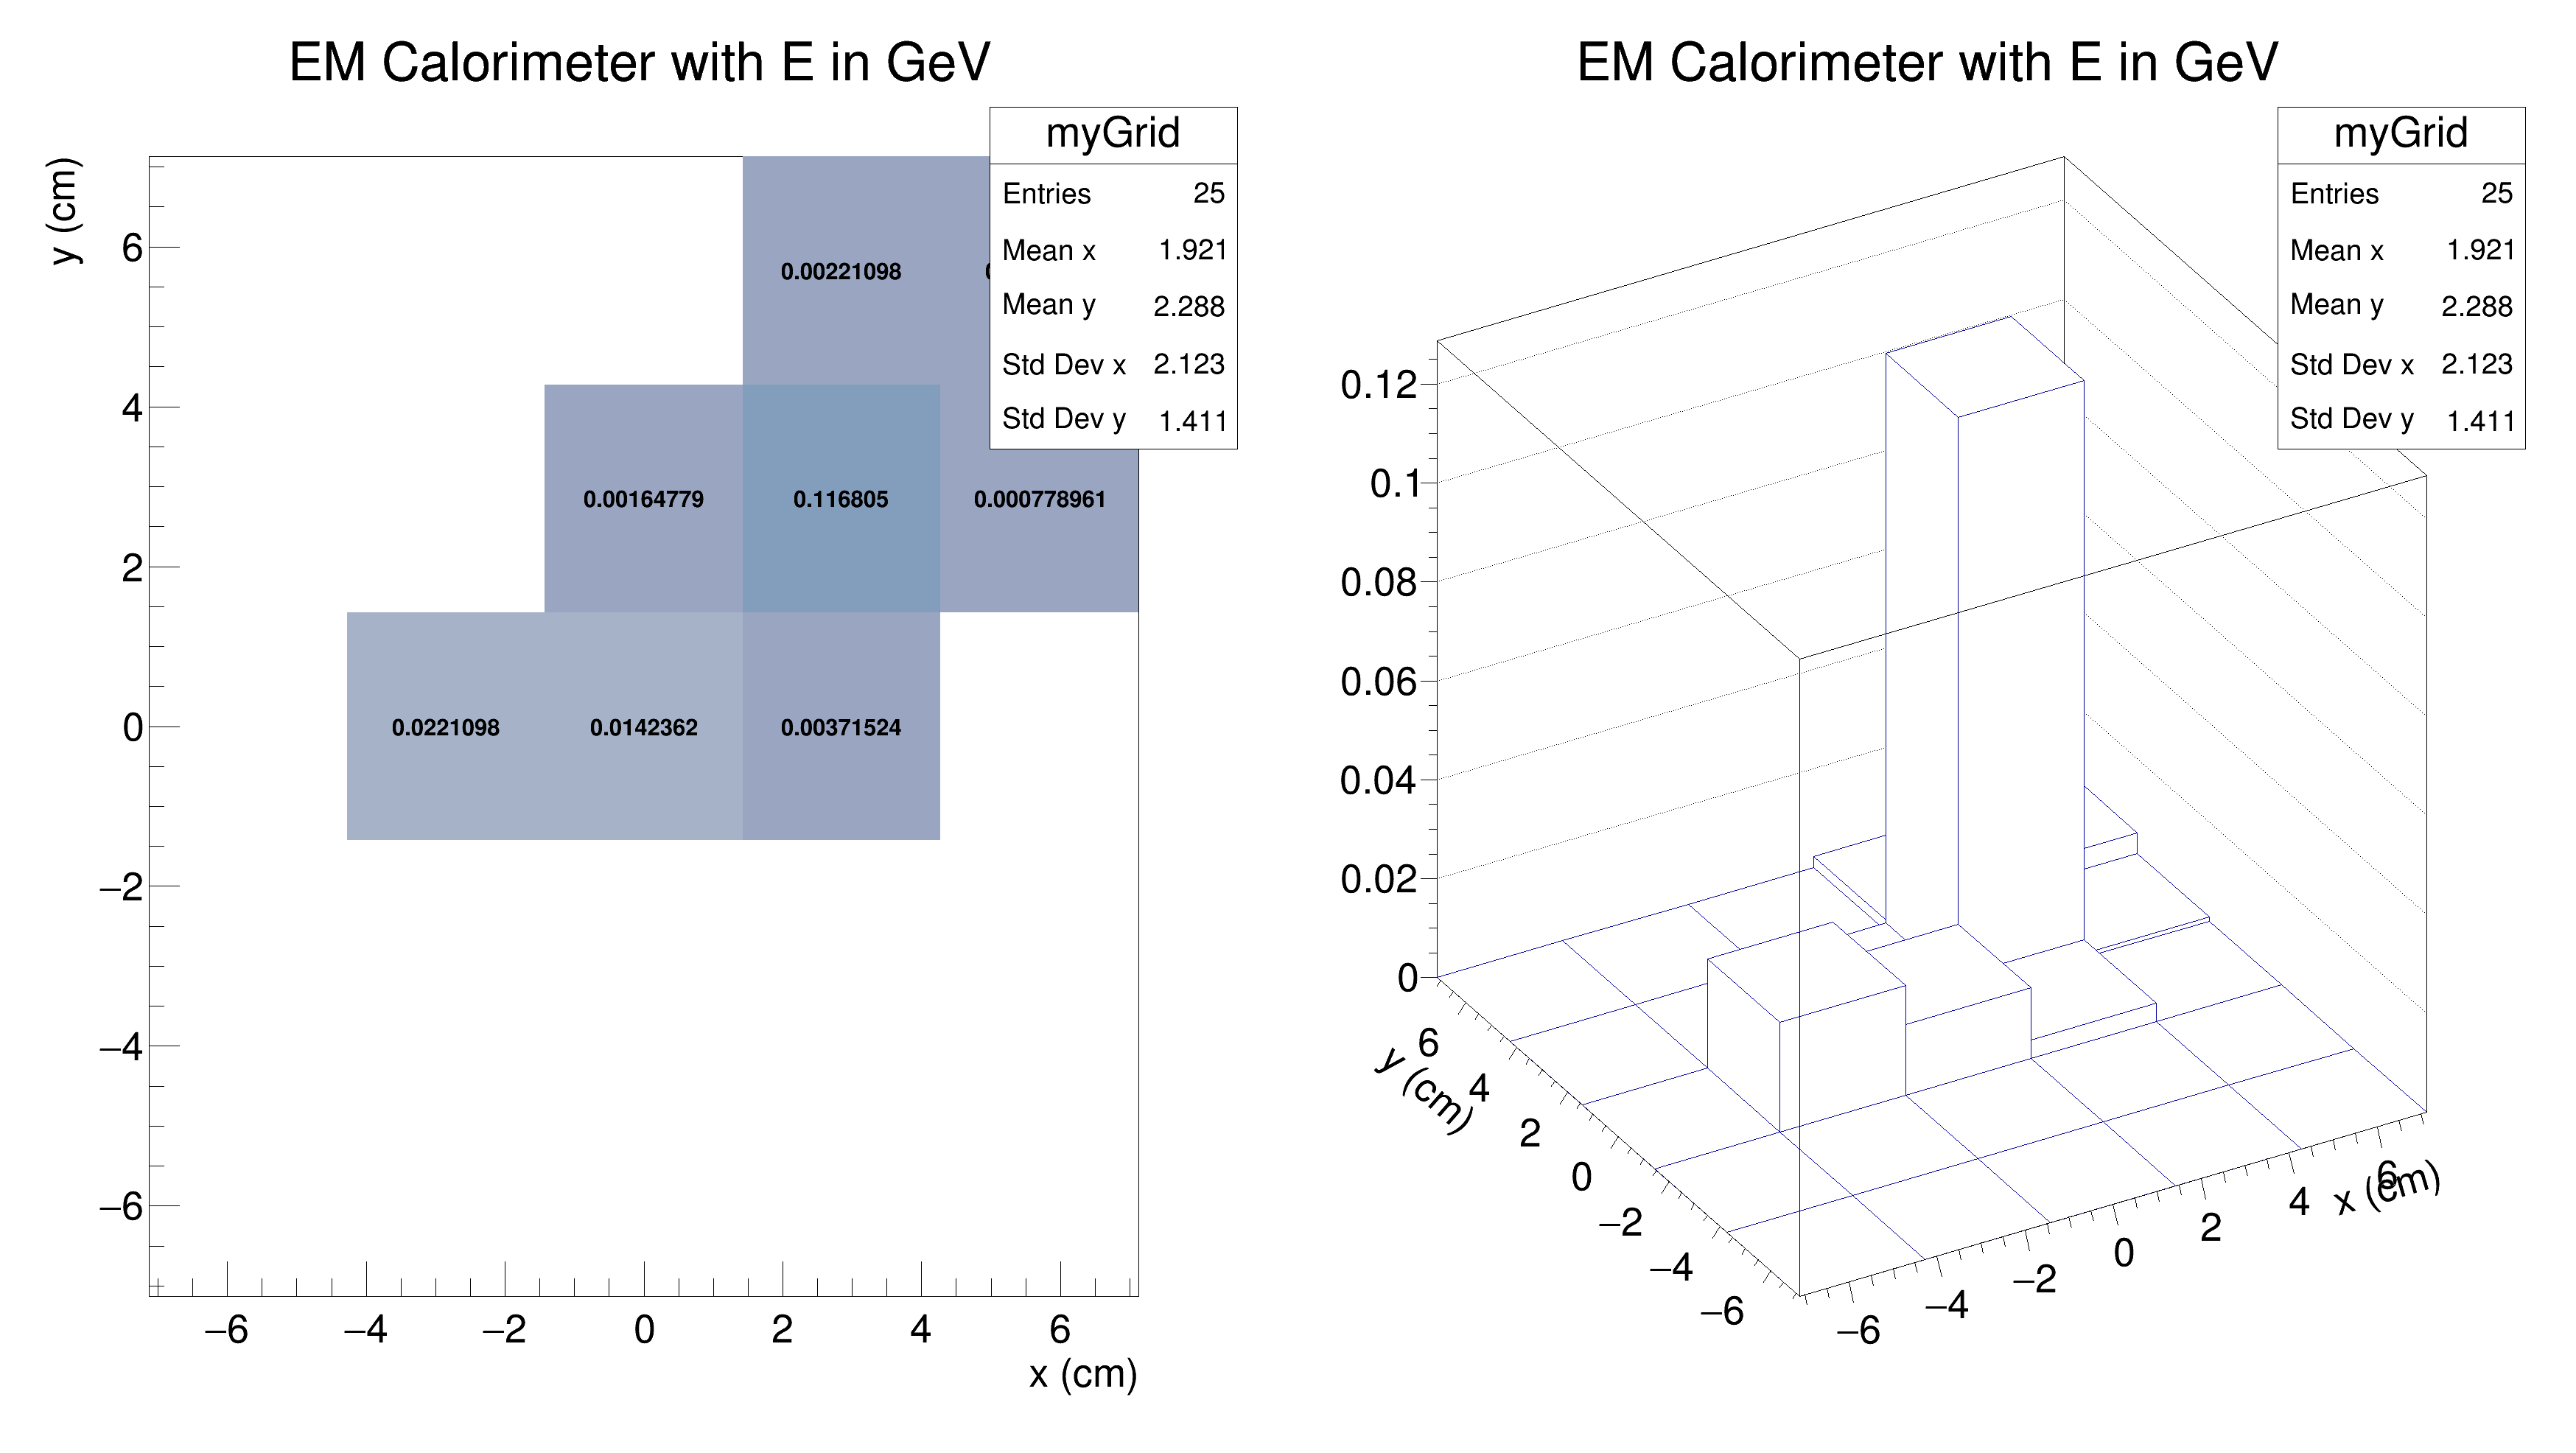 EM Calorimeter with E in GeV
myGrid
Entries 25
Mean x 1.921
Mean y 2.288
Std Dev x 2.123
Std Dev y 1.411
y (cm)
6
4
2
0
−2
−4
−6
0.00221098
0.00164779 0.116805 0.000778961
0.0221098 0.0142362 0.00371524
−6 −4 −2 0 2 4 6
x (cm)
EM Calorimeter with E in GeV
myGrid
Entries 25
Mean x 1.921
Mean y 2.288
Std Dev x 2.123
Std Dev y 1.411
0.12
0.1
0.08
0.06
0.04
0.02
0
y (cm)
6
4
2
0
−2
−4
−6
−6 −4 −2 0 2 4 6
x (cm)